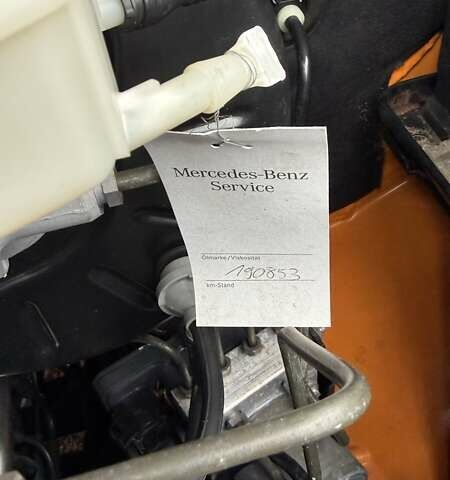 Mercedes-Benz
Service
Ölmarke/Viskosität
190853
km-Stand